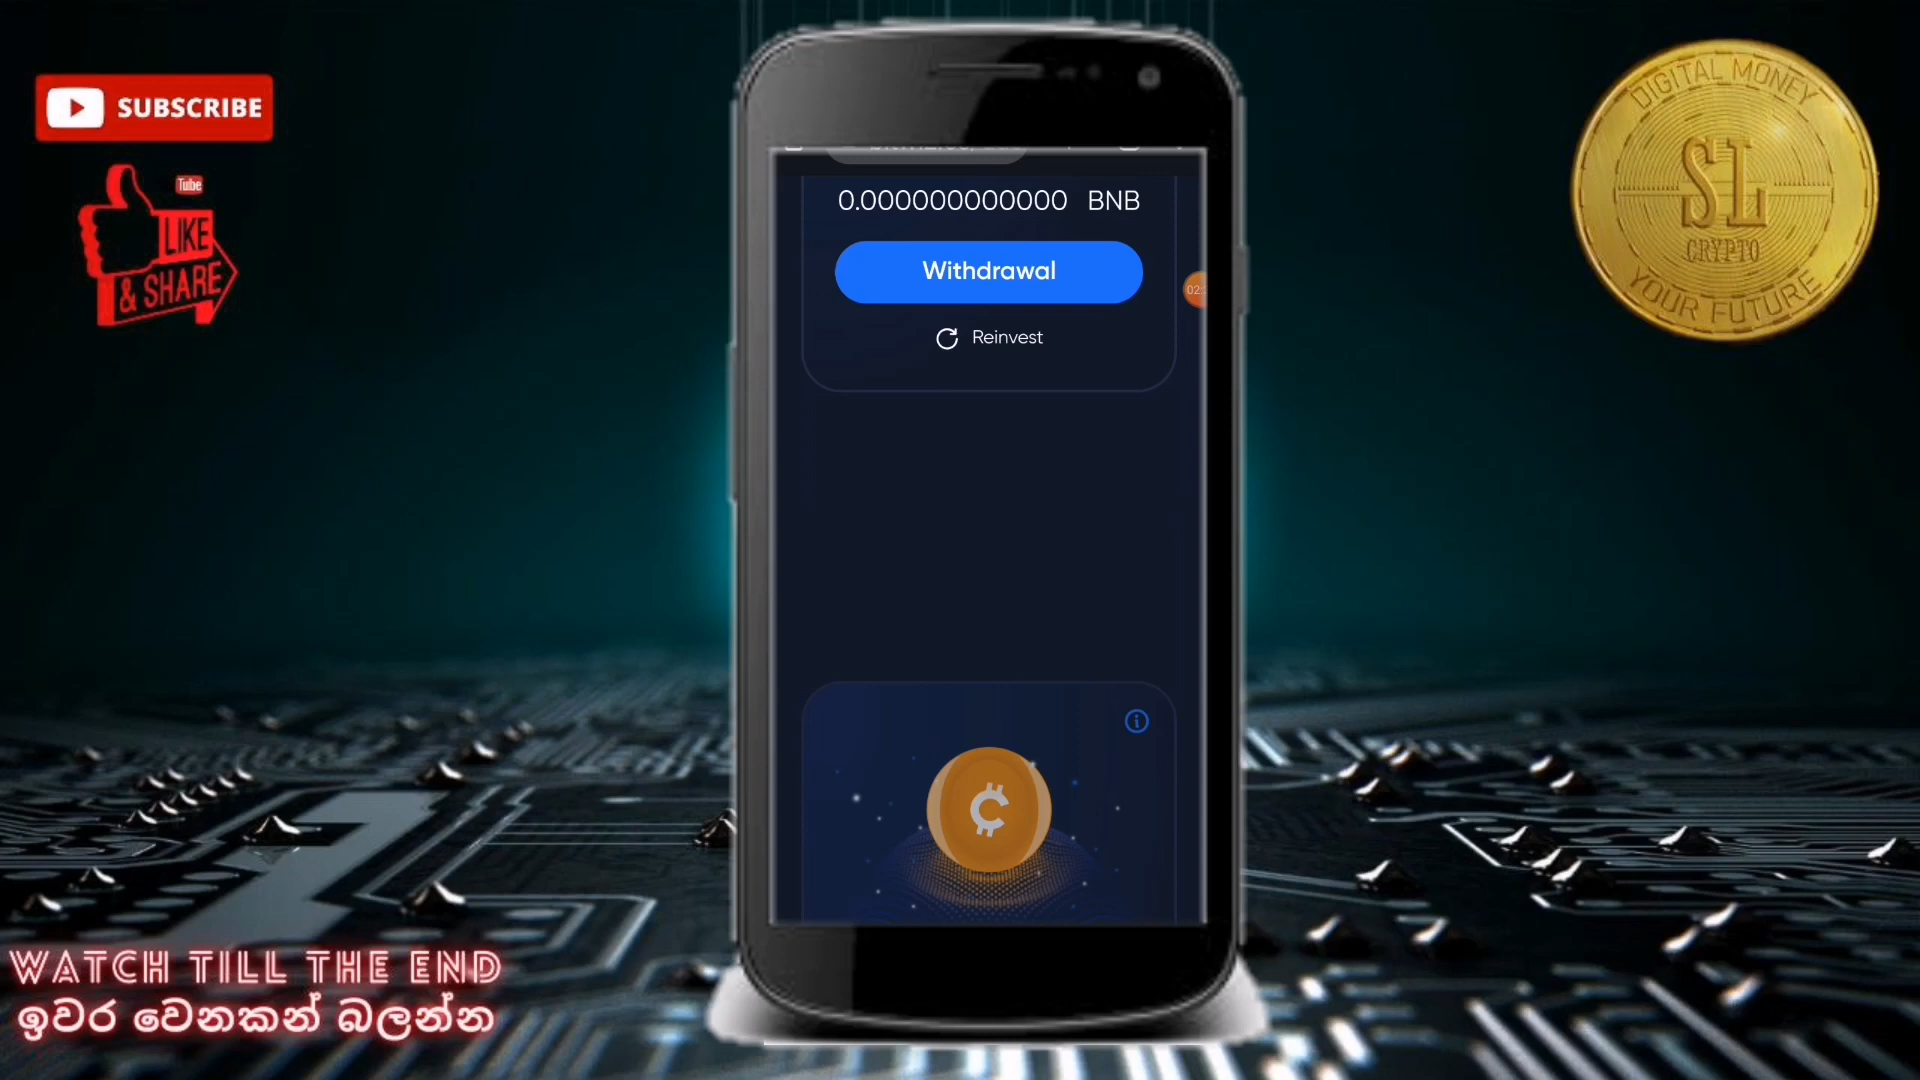 SUBSCRIBE
Tube
LIKE
& SHARE
0.000000000000 BNB
Withdrawal
Reinvest
DIGITAL MONEY
SL
CRYPTO
YOUR FUTURE
WATCH TILL THE END
ඉවර වෙනකන් බලන්න